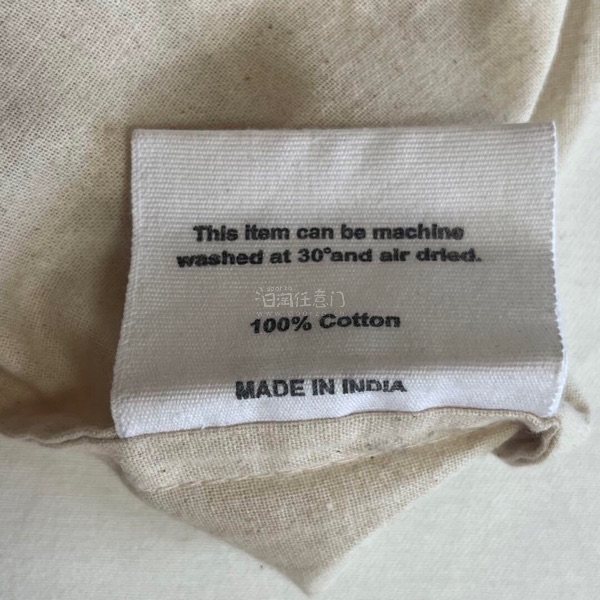 This item can be machine
washed at 30°and air dried.
日淘任意门
100% Cotton
MADE IN INDIA